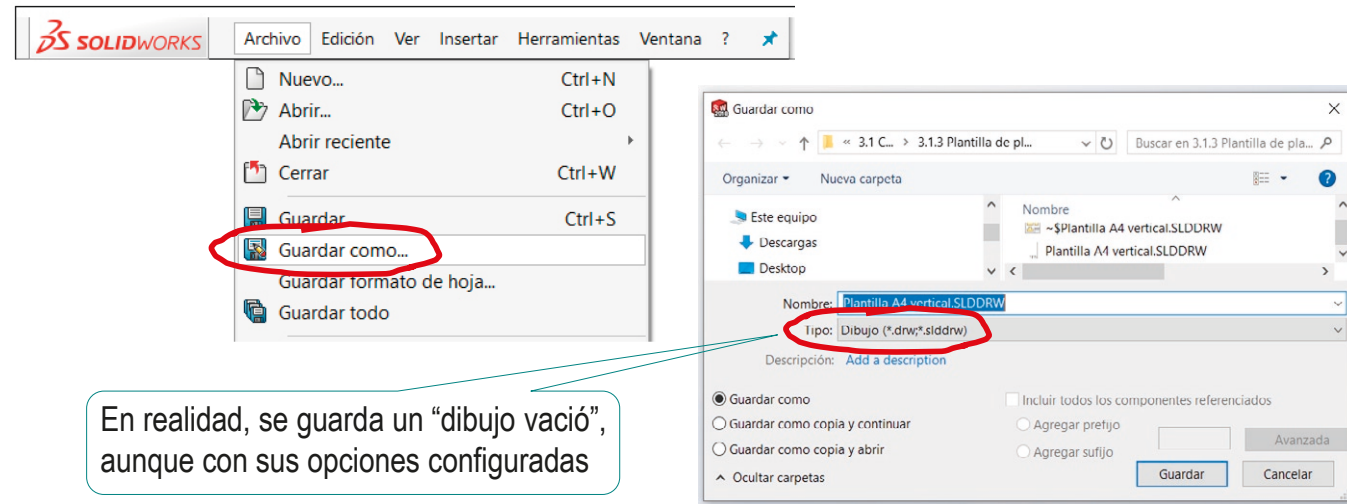 SOLIDWORKS Archivo Edición Ver Insertar Herramientas Ventana ?
Nuevo... Ctrl+N
Abrir... Ctrl+O
Abrir reciente
Cerrar Ctrl+W
Guardar Ctrl+S
Guardar como...
Guardar formato de hoja...
Guardar todo
Guardar como
« 3.1 C... > 3.1.3 Plantilla de pl...
Buscar en 3.1.3 Plantilla de pla...
Organizar Nueva carpeta
Este equipo
Descargas
Desktop
Nombre
~$Plantilla A4 vertical.SLDDRW
Plantilla A4 vertical.SLDDRW
Nombre: Plantilla A4 vertical.SLDDRW
Tipo: Dibujo (*.drw;*.slddrw)
Descripción: Add a description
Guardar como
Guardar como copia y continuar
Guardar como copia y abrir
Incluir todos los componentes referenciados
Agregar prefijo
Agregar sufijo
Avanzada
Ocultar carpetas
Guardar Cancelar
En realidad, se guarda un “dibujo vació”,
aunque con sus opciones configuradas